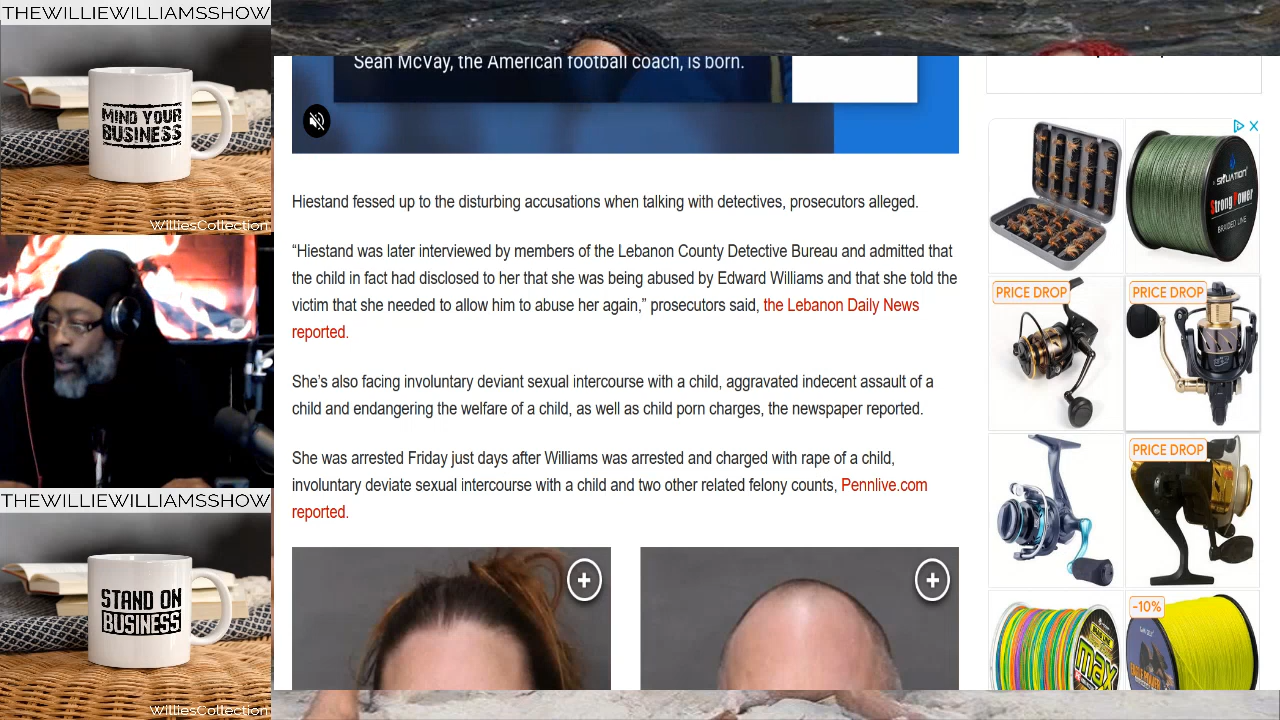 THEWILLIEWILLIAMSSHOW
MIND YOUR
BUSINESS
WilliesCollection
THEWILLIEWILLIAMSSHOW
STAND ON
BUSINESS
WilliesCollection
Sean McVay, the American football coach, is born.
Hiestand fessed up to the disturbing accusations when talking with detectives, prosecutors alleged.
“Hiestand was later interviewed by members of the Lebanon County Detective Bureau and admitted that
the child in fact had disclosed to her that she was being abused by Edward Williams and that she told the
victim that she needed to allow him to abuse her again,” prosecutors said, the Lebanon Daily News
reported.
She’s also facing involuntary deviant sexual intercourse with a child, aggravated indecent assault of a
child and endangering the welfare of a child, as well as child porn charges, the newspaper reported.
She was arrested Friday just days after Williams was arrested and charged with rape of a child,
involuntary deviate sexual intercourse with a child and two other related felony counts, Pennlive.com
reported.
Strong Power
BRAIDED LINE
PRICE DROP
PRICE DROP
PRICE DROP
-10%
MAX